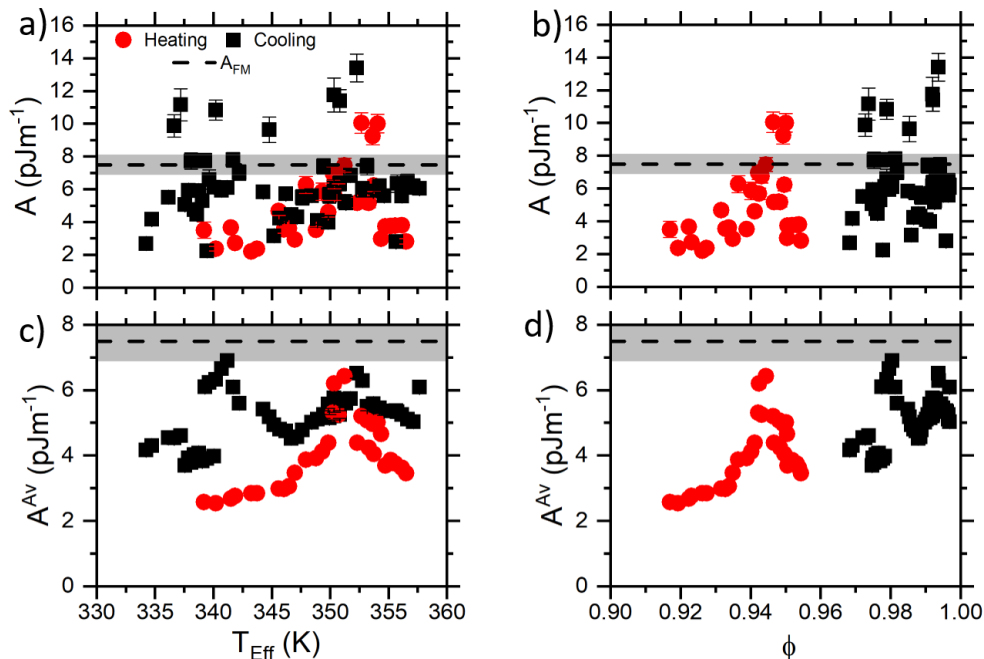 a)
Heating
Cooling
A_FM
16
14
12
10
8
6
4
2
0
A (pJm⁻¹)
b)
16
14
12
10
8
6
4
2
0
A (pJm⁻¹)
c)
8
6
4
2
0
A^Av (pJm⁻¹)
330 335 340 345 350 355 360
T_Eff (K)
d)
8
6
4
2
0
A^Av (pJm⁻¹)
0.90 0.92 0.94 0.96 0.98 1.00
ϕ